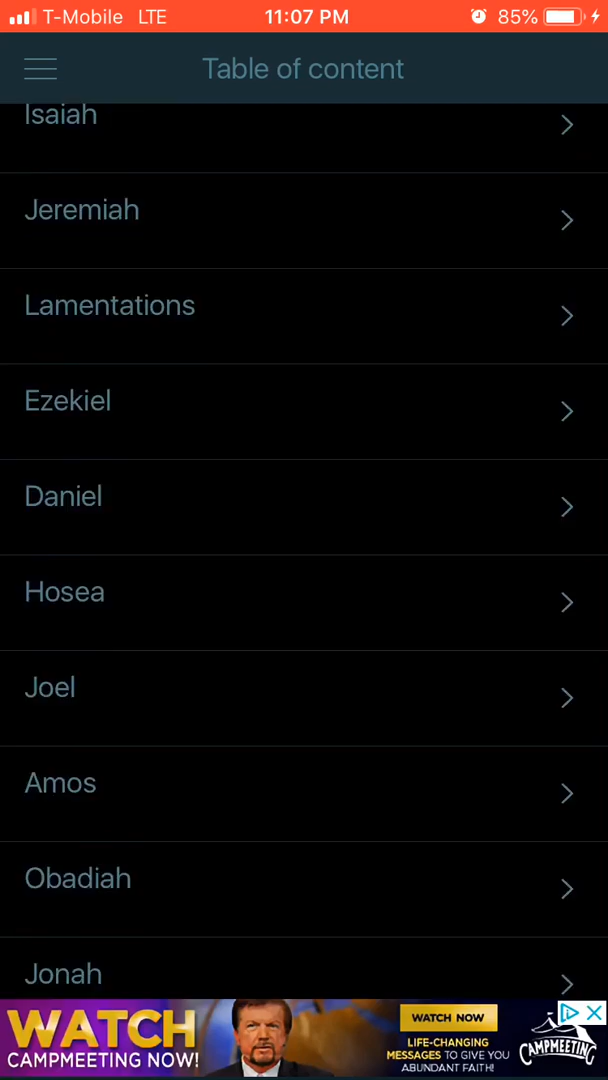 T-Mobile LTE 11:07 PM 85%
Table of content
Isaiah
Jeremiah
Lamentations
Ezekiel
Daniel
Hosea
Joel
Amos
Obadiah
Jonah
WATCH
CAMPMEETING NOW!
WATCH NOW
LIFE-CHANGING
MESSAGES TO GIVE YOU
ABUNDANT FAITH!
CAMPMEETING